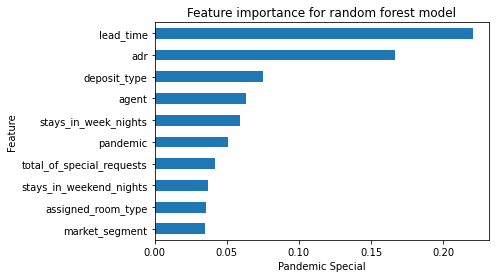 Feature importance for random forest model
lead_time
adr
deposit_type
agent
stays_in_week_nights
pandemic
total_of_special_requests
stays_in_weekend_nights
assigned_room_type
market_segment
Feature
0.00 0.05 0.10 0.15 0.20
Pandemic Special